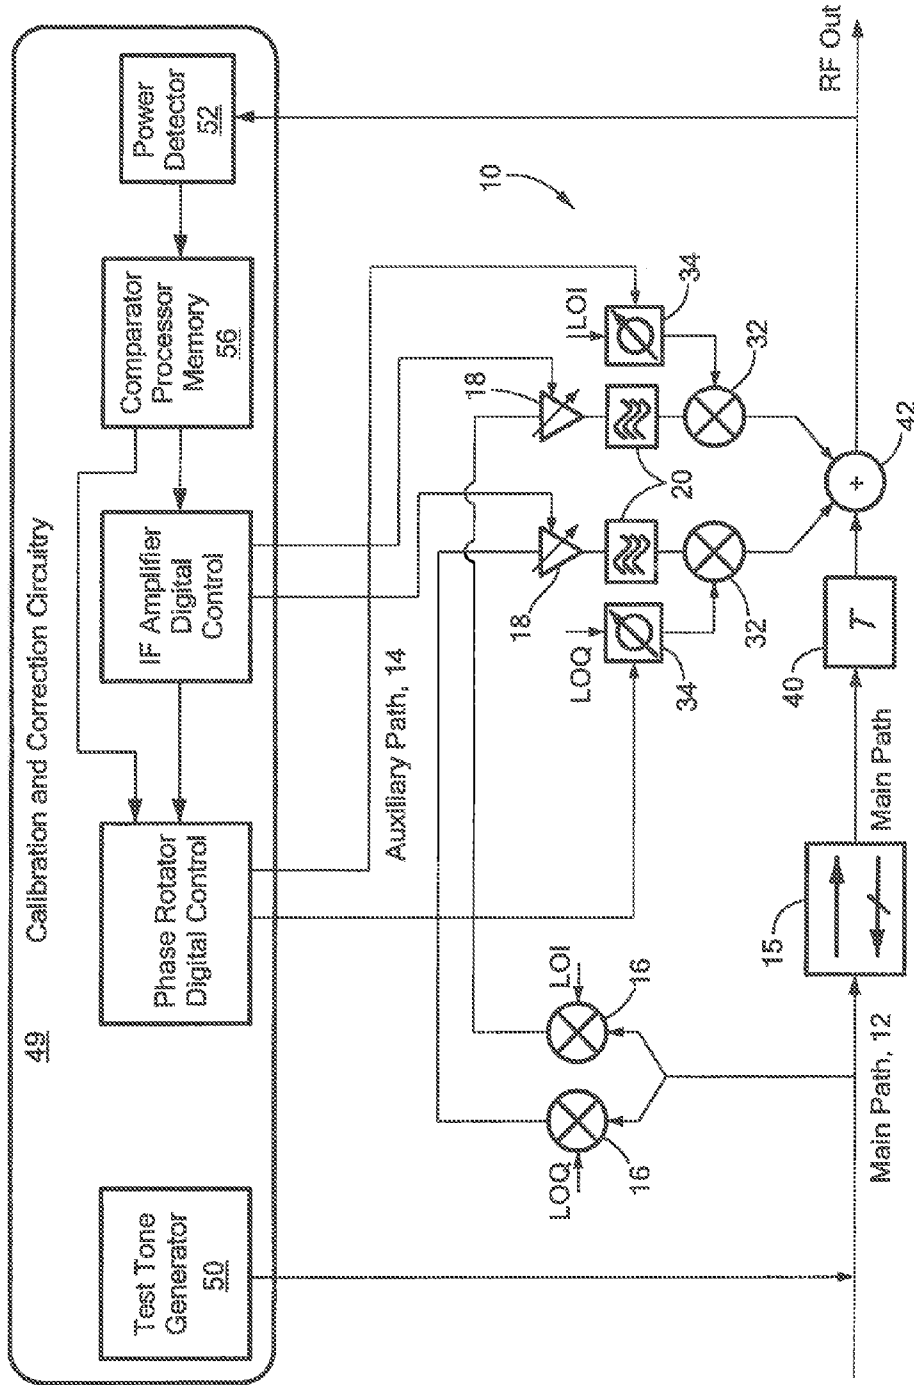 49
Calibration and Correction Circuitry
Test Tone
Generator
50
Phase Rotator
Digital Control
IF Amplifier
Digital
Control
Comparator
Processor
Memory
56
Power
Detector
52
Auxiliary Path, 14
10
LOQ
LOI
16
16
18
18
LOQ
LOI
20
34
34
32
32
Main Path, 12
15
Main Path
40
T
+
42
RF Out